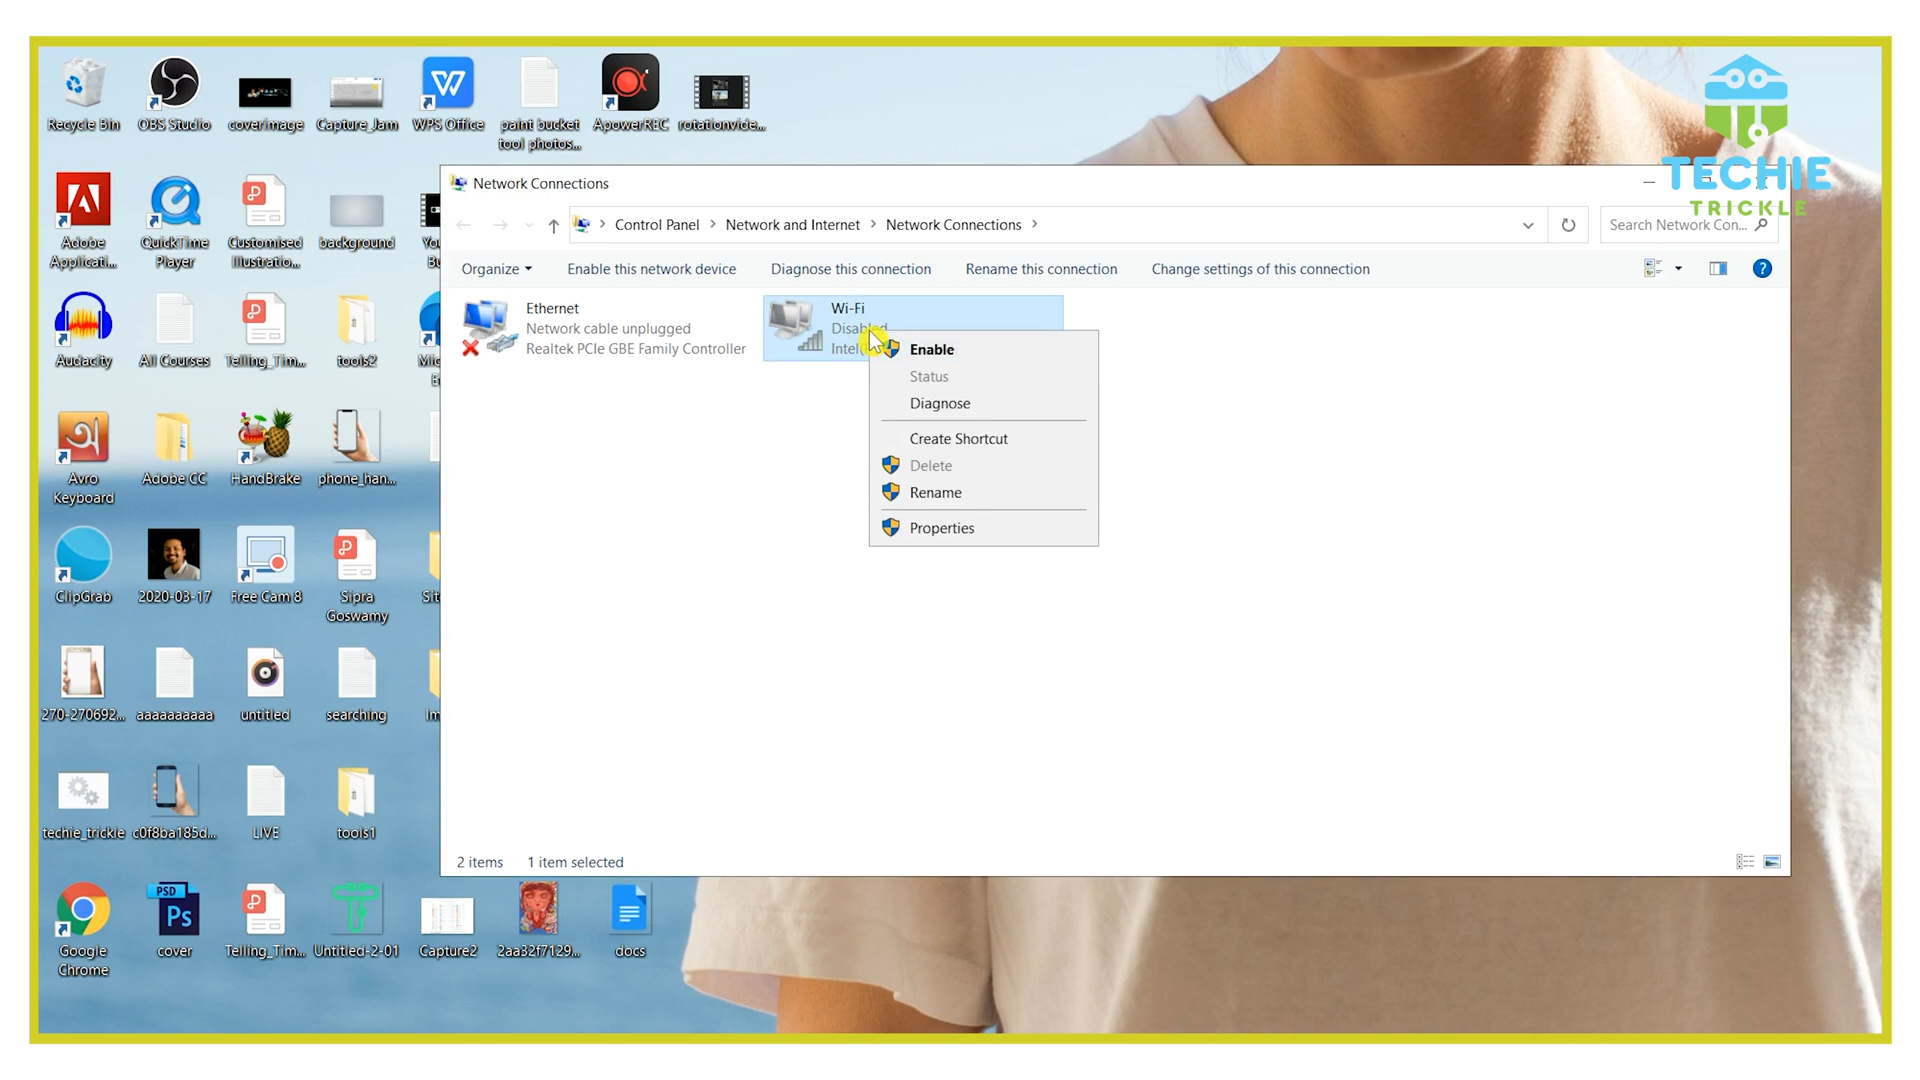 Recycle Bin
OBS Studio
coverimage
Capture_Jam
WPS Office
paint bucket
tool photos...
ApowerREC
rotationvide...
TECHIE
TRICKLE
Adobe
Applicati...
QuickTime
Player
Customised
Illustratio...
background
Audacity
All Courses
Telling_Tim...
tools2
Avro
Keyboard
Adobe CC
HandBrake
phone_han...
ClipGrab
2020-03-17
Free Cam 8
Sipra
Goswamy
270-270692...
aaaaaaaaaa
untitled
searching
techie_trickle
c0f8ba185d...
LIVE
tools1
Google
Chrome
PSD
Ps
cover
Telling_Tim...
Untitled-2-01
Capture2
2aa32f7129...
docs
Network Connections
Control Panel > Network and Internet > Network Connections >
Search Network Con...
Organize
Enable this network device
Diagnose this connection
Rename this connection
Change settings of this connection
Ethernet
Network cable unplugged
Realtek PCIe GBE Family Controller
Wi-Fi
Disabled
Enable
Status
Diagnose
Create Shortcut
Delete
Rename
Properties
2 items
1 item selected